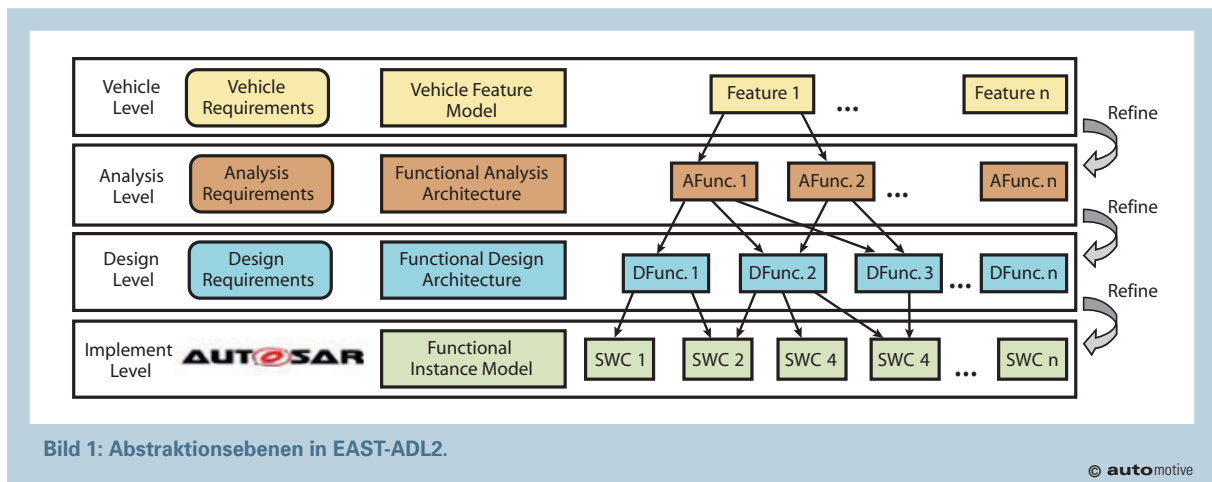 Vehicle
Level
Vehicle
Requirements
Vehicle Feature
Model
Feature 1
...
Feature n
Refine
Analysis
Level
Analysis
Requirements
Functional Analysis
Architecture
AFunc. 1
AFunc. 2
...
AFunc. n
Refine
Design
Level
Design
Requirements
Functional Design
Architecture
DFunc. 1
DFunc. 2
DFunc. 3
...
DFunc. n
Refine
Implement
Level
AUTOSAR
Functional
Instance Model
SWC 1
SWC 2
SWC 4
SWC 4
...
SWC n
Bild 1: Abstraktionsebenen in EAST-ADL2.
© automotive